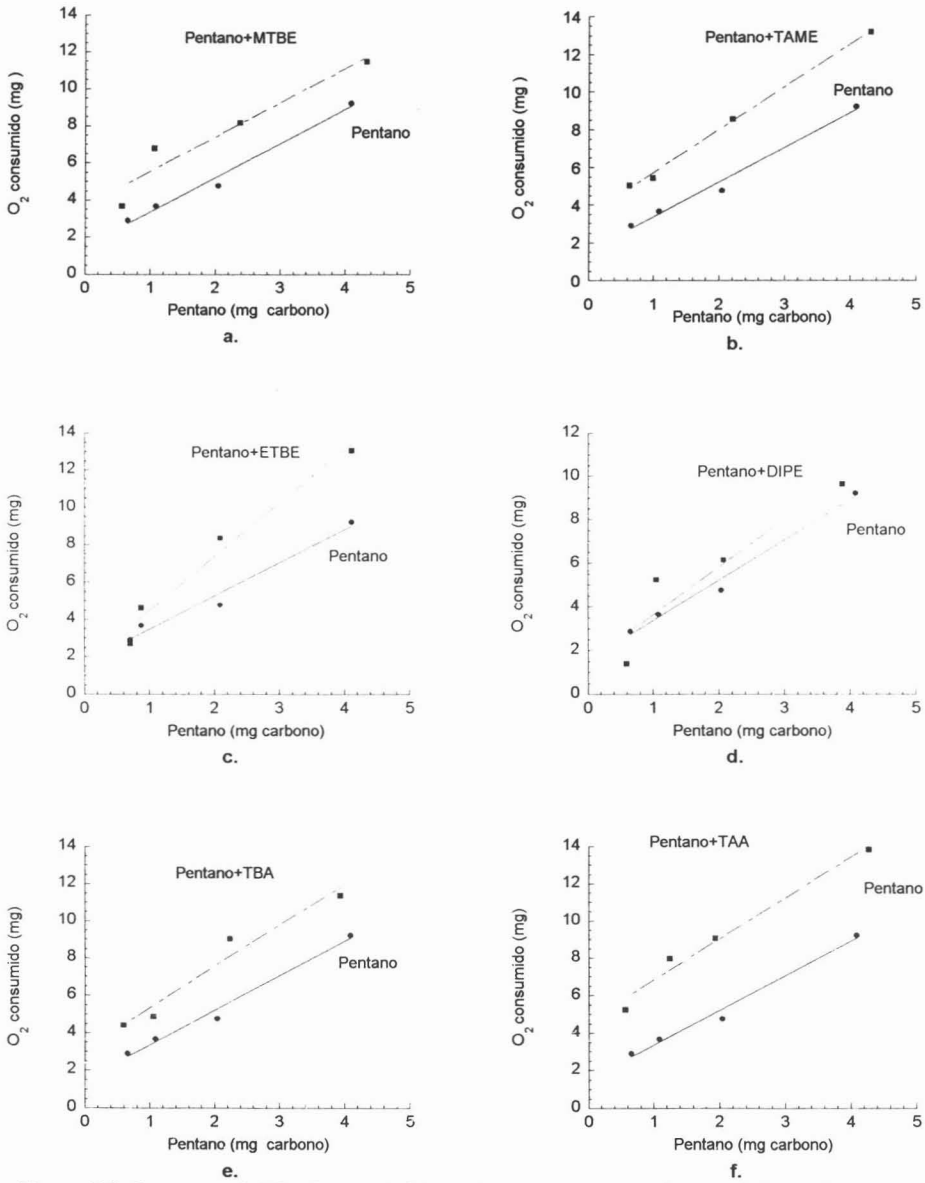 14
12
10
8
6
4
2
0
O2 consumido (mg)
Pentano+MTBE
Pentano
0 1 2 3 4 5
Pentano (mg carbono)
a.
14
12
10
8
6
4
2
0
O2 consumido (mg )
Pentano+TAME
Pentano
0 1 2 3 4 5
Pentano (mg carbono)
b.
14
12
10
8
6
4
2
0
O2 consumido (mg)
Pentano+ETBE
Pentano
0 1 2 3 4 5
Pentano (mg carbono)
c.
12
10
8
6
4
2
0
O2 consumido (mg)
Pentano+DIPE
Pentano
0 1 2 3 4 5
Pentano (mg carbono)
d.
14
12
10
8
6
4
2
0
O2 consumido (mg)
Pentano+TBA
Pentano
0 1 2 3 4 5
Pentano (mg carbono)
e.
14
12
10
8
6
4
2
0
O2 consumido (mg)
Pentano+TAA
Pentano
0 1 2 3 4 5
Pentano (mg carbono)
f.